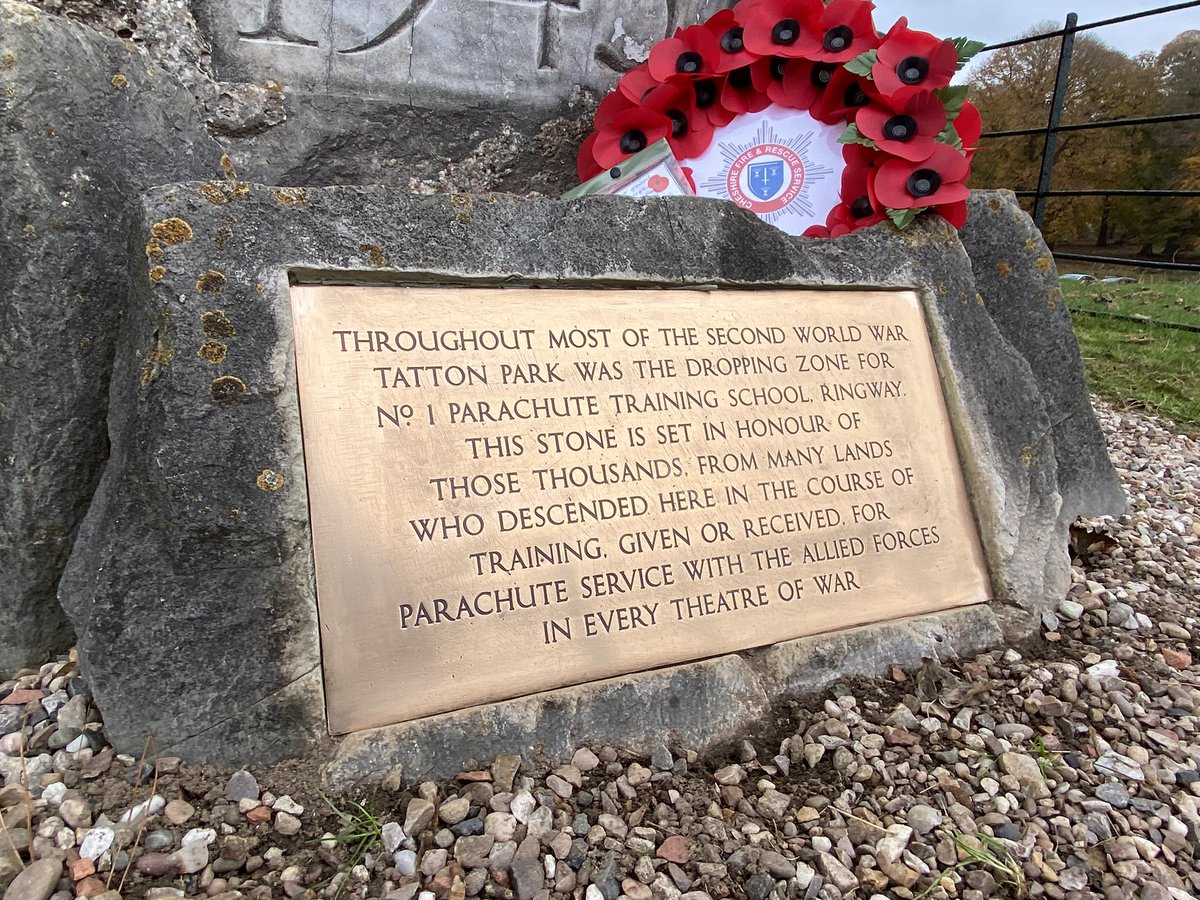 CHESHIRE FIRE & RESCUE SERVICE
THROUGHOUT MOST OF THE SECOND WORLD WAR
TATTON PARK WAS THE DROPPING ZONE FOR
Nº 1 PARACHUTE TRAINING SCHOOL, RINGWAY.
THIS STONE IS SET IN HONOUR OF
THOSE THOUSANDS, FROM MANY LANDS
WHO DESCENDED HERE IN THE COURSE OF
TRAINING, GIVEN OR RECEIVED, FOR
PARACHUTE SERVICE WITH THE ALLIED FORCES
IN EVERY THEATRE OF WAR